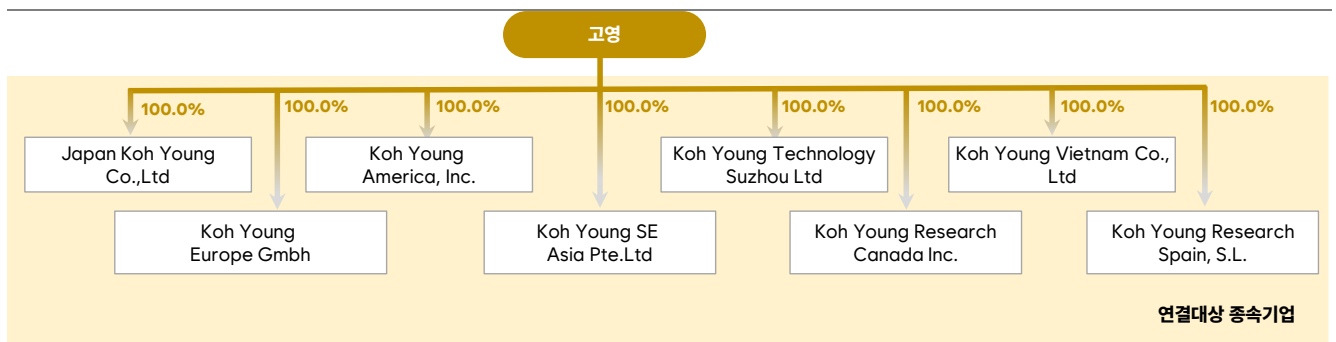 고영
100.0%
100.0%
100.0%
100.0%
100.0%
100.0%
100.0%
100.0%
Japan Koh Young
Co.,Ltd
Koh Young
America, Inc.
Koh Young Technology
Suzhou Ltd
Koh Young Vietnam Co.,
Ltd
Koh Young
Europe Gmbh
Koh Young SE
Asia Pte.Ltd
Koh Young Research
Canada Inc.
Koh Young Research
Spain, S.L.
연결대상 종속기업